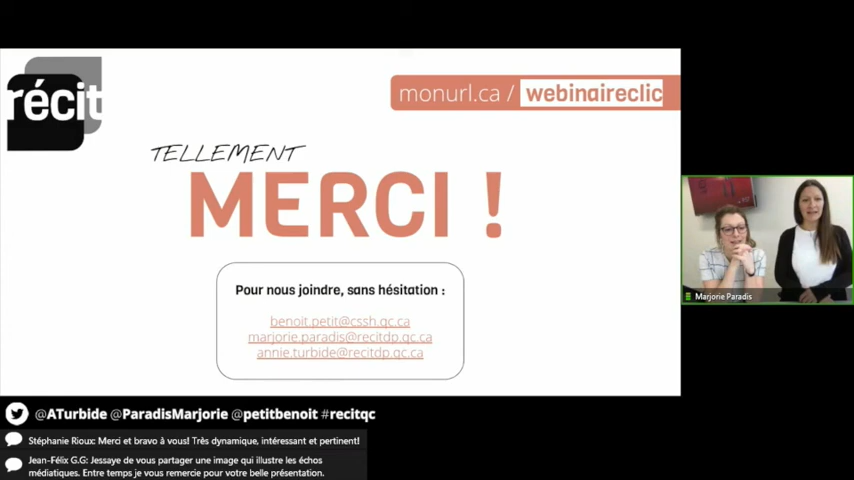 récit
monurl.ca / webinaireclic
TELLEMENT
MERCI !
Pour nous joindre, sans hésitation :
benoit.petit@cssh.qc.ca
marjorie.paradis@recitdp.qc.ca
annie.turbide@recitdp.qc.ca
Marjorie Paradis
@ATurbide @ParadisMarjorie @petitbenoit #recitqc
Stéphanie Rioux: Merci et bravo à vous! Très dynamique, intéressant et pertinent!
Jean-Félix G.G: Jessaye de vous partager une image qui illustre les échos
médiatiques. Entre temps je vous remercie pour votre belle présentation.